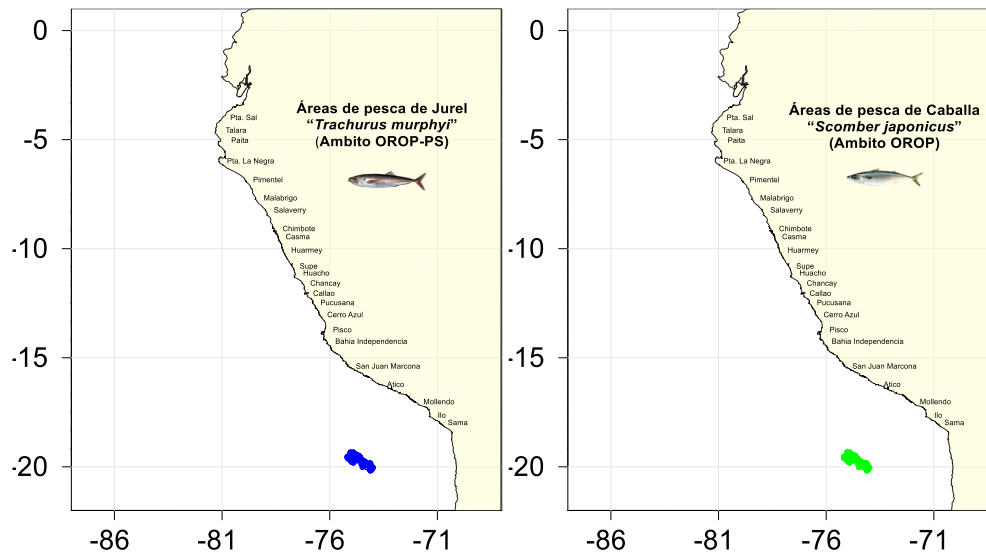 0
-5
-10
-15
-20
-86
-81
-76
-71
Áreas de pesca de Jurel
“Trachurus murphyi”
(Ambito OROP-PS)
Pta. Sal
Talara
Paita
Pta. La Negra
Pimentel
Malabrigo
Salaverry
Chimbote
Casma
Huarmey
Supe
Huacho
Chancay
Callao
Pucusana
Cerro Azul
Pisco
Bahia Independencia
San Juan Marcona
Atico
Mollendo
Ilo
Sama
0
-5
-10
-15
-20
-86
-81
-76
-71
Áreas de pesca de Caballa
“Scomber japonicus”
(Ambito OROP)
Pta. Sal
Talara
Paita
Pta. La Negra
Pimentel
Malabrigo
Salaverry
Chimbote
Casma
Huarmey
Supe
Huacho
Chancay
Callao
Pucusana
Cerro Azul
Pisco
Bahia Independencia
San Juan Marcona
Atico
Mollendo
Ilo
Sama